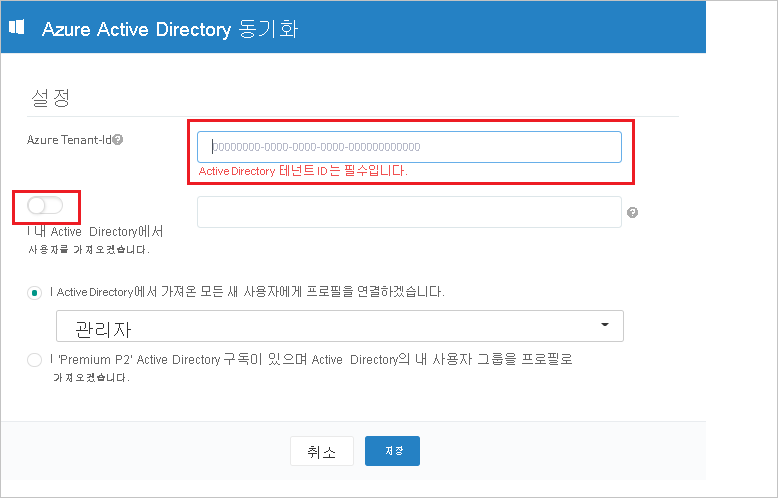 Azure Active Directory 동기화
설정
Azure Tenant-Id
00000000-0000-0000-0000-000000000000
Active Directory 테넌트 ID는 필수입니다.
I 내 Active Directory에서
사용자를 가져오겠습니다.
I Active Directory에서 가져온 모든 새 사용자에게 프로필을 연결하겠습니다.
관리자
I 'Premium P2' Active Directory 구독이 있으며 Active Directory의 내 사용자 그룹을 프로필로
가져오겠습니다.
취소
저장